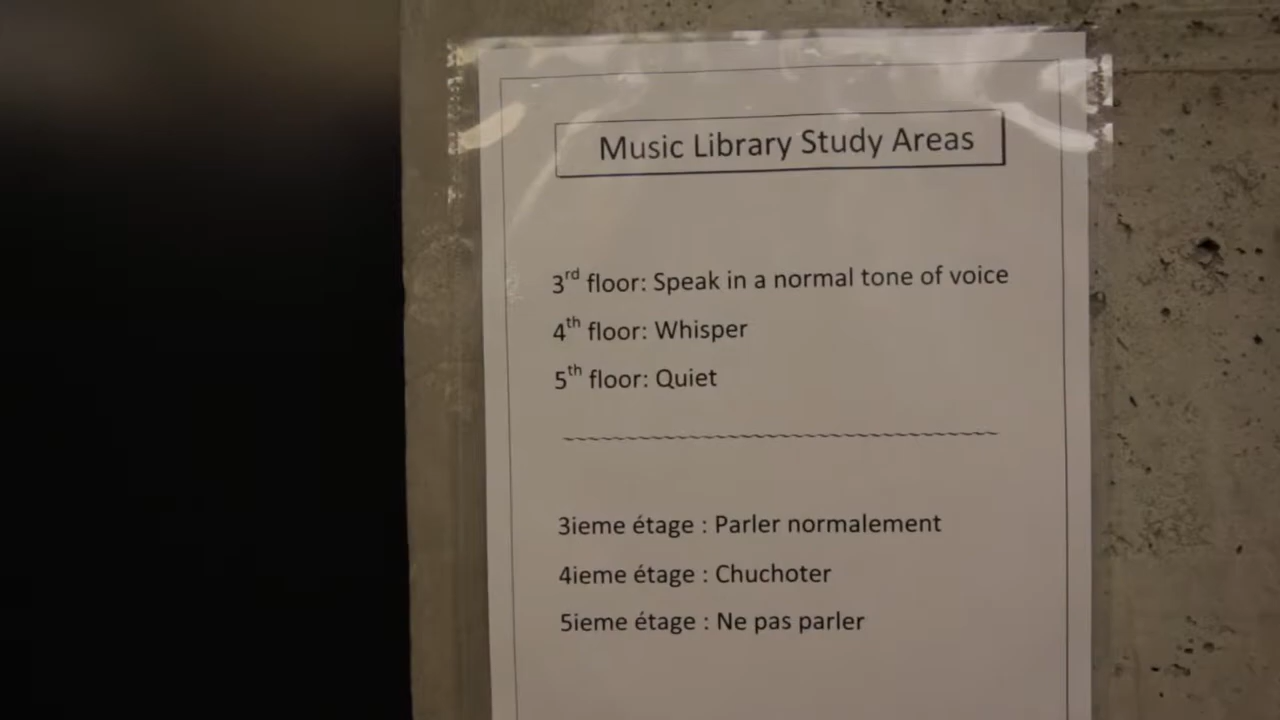 Music Library Study Areas
3rd floor: Speak in a normal tone of voice
4th floor: Whisper
5th floor: Quiet
3ieme étage : Parler normalement
4ieme étage : Chuchoter
5ieme étage : Ne pas parler